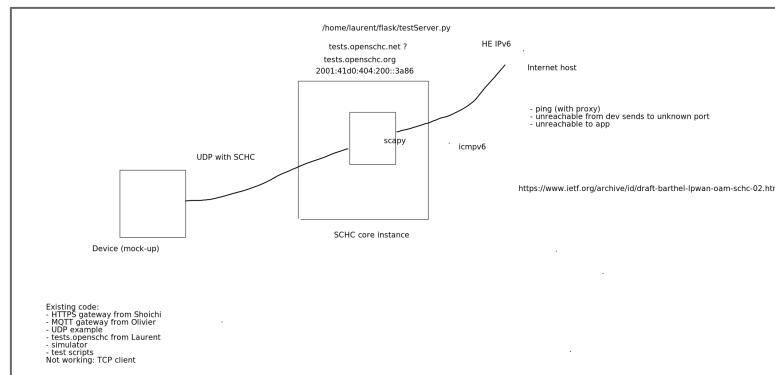 /home/laurent/flask/testServer.py
tests.openschc.net ?
tests.openschc.org
2001:41d0:404:200::3a86
HE IPv6
Internet host
- ping (with proxy)
- unreachable from dev sends to unknown port
- unreachable to app
scapy
icmpv6
UDP with SCHC
https://www.ietf.org/archive/id/draft-barthel-lpwan-oam-schc-02.htm
SCHC core instance
Device (mock-up)
Existing code:
- HTTPS gateway from Shoichi
- MQTT gateway from Olivier
- UDP example
- tests.openschc from Laurent
- simulator
- test scripts
Not working: TCP client